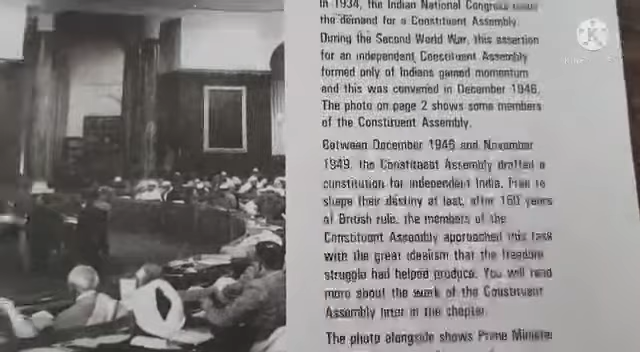 In 1934, the Indian National Congress made
the demand for a Constituent Assembly.
During the Second World War, this assertion
for an independent Constituent Assembly
formed only of Indians gained momentum
and this was convened in December 1946.
The photo on page 2 shows some members
of the Constituent Assembly.
Between December 1946 and November
1949, the Constituent Assembly drafted a
constitution for independent India. Free to
shape their destiny at last, after 150 years
of British rule, the members of the
Constituent Assembly approached this task
with the great idealism that the freedom
struggle had helped produce. You will read
more about the work of the Constituent
Assembly later in the chapter.
The photo alongside shows Prime Minister